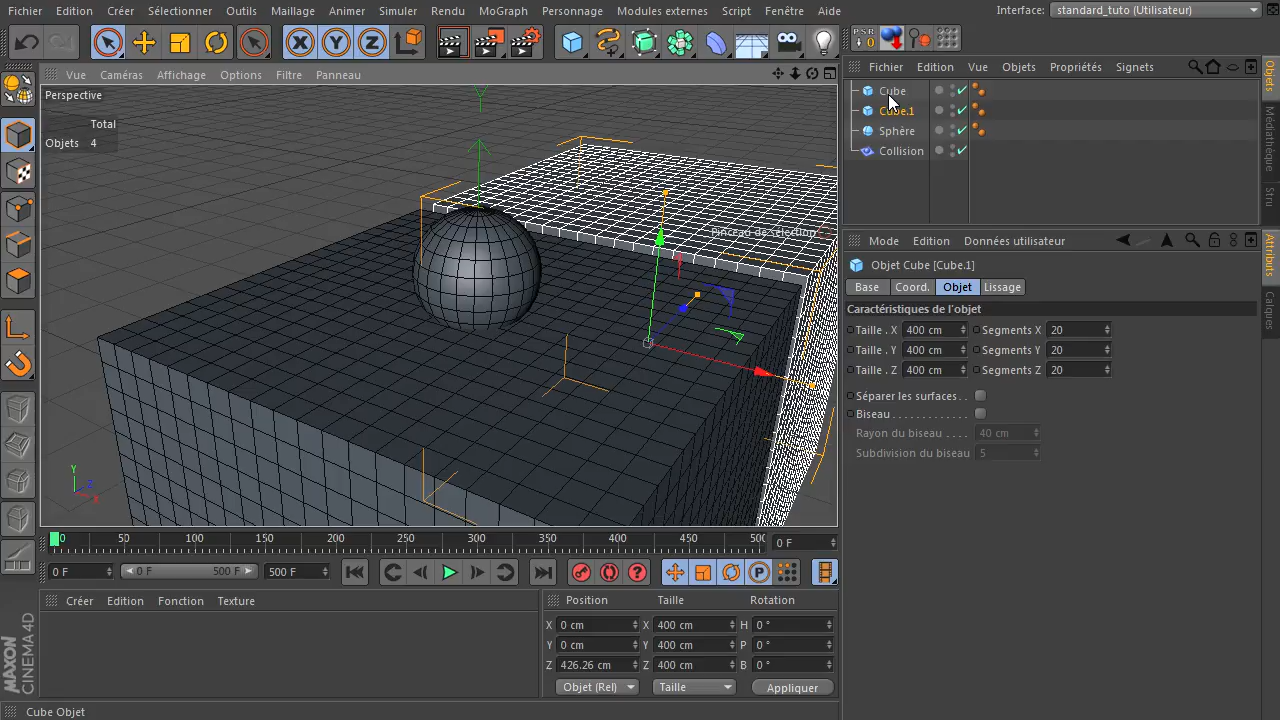 Fichier Edition Créer Sélectionner Outils Maillage Animer Simuler Rendu MoGraph Personnage Modules externes Script Fenêtre Aide Interface: standard_tuto (Utilisateur)
X Y Z PSR 0
Vue Caméras Affichage Options Filtre Panneau
Fichier Edition Vue Objets Propriétés Signets
Perspective
Total
Objets 4
Y
Pinceau de sélection
Y Z X
Cube
Cube.1
Sphère
Collision
Objets
Médiathèque
Stru
Attributs
Calques
Mode Edition Données utilisateur
Objet Cube [Cube.1]
Base Coord. Objet Lissage
Caractéristiques de l'objet
Taille . X 400 cm Segments X 20
Taille . Y 400 cm Segments Y 20
Taille . Z 400 cm Segments Z 20
Séparer les surfaces. .
Biseau. . . . . . . . . . . .
Rayon du biseau . . . . 40 cm
Subdivision du biseau 5
0 50 100 150 200 250 300 350 400 450 500 0 F
0 F 0 F 500 F 500 F P
Créer Edition Fonction Texture
Position Taille Rotation
X 0 cm X 400 cm H 0 °
Y 0 cm Y 400 cm P 0 °
Z 426.26 cm Z 400 cm B 0 °
Objet (Rel) Taille Appliquer
MAXON
CINEMA 4D
Cube Objet